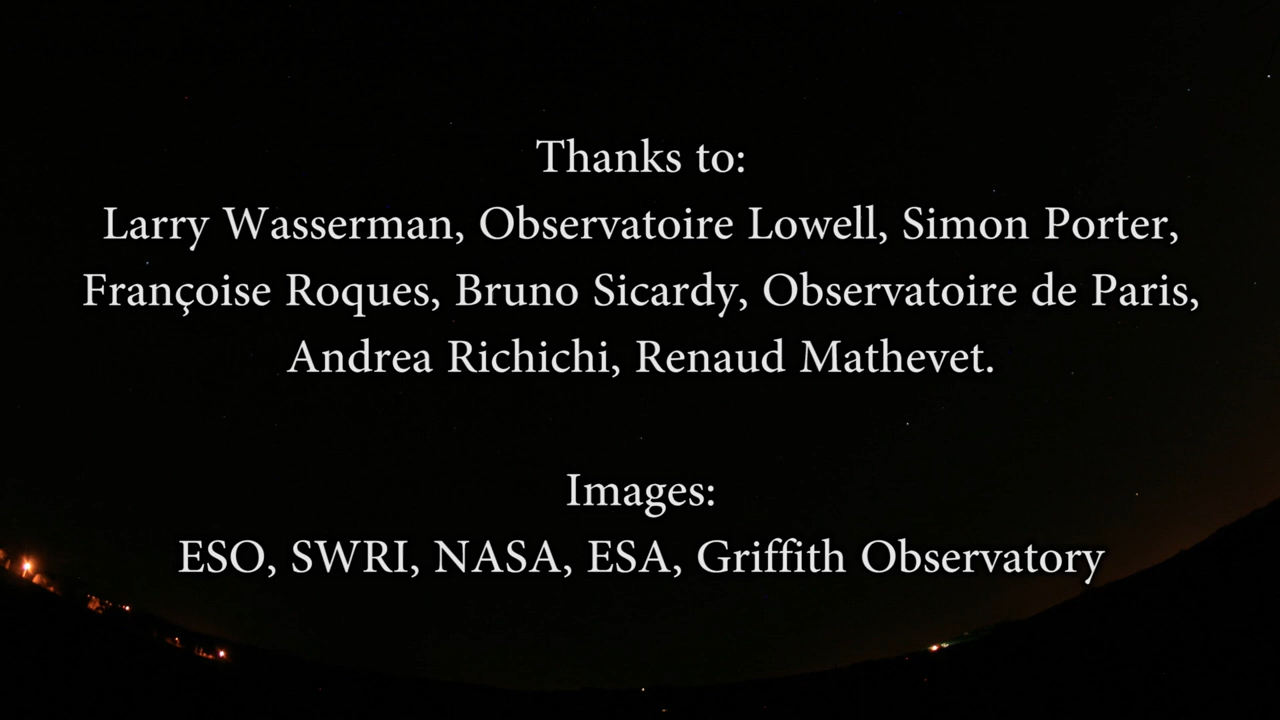 Thanks to:
Larry Wasserman, Observatoire Lowell, Simon Porter,
Françoise Roques, Bruno Sicardy, Observatoire de Paris,
Andrea Richichi, Renaud Mathevet.
Images:
ESO, SWRI, NASA, ESA, Griffith Observatory